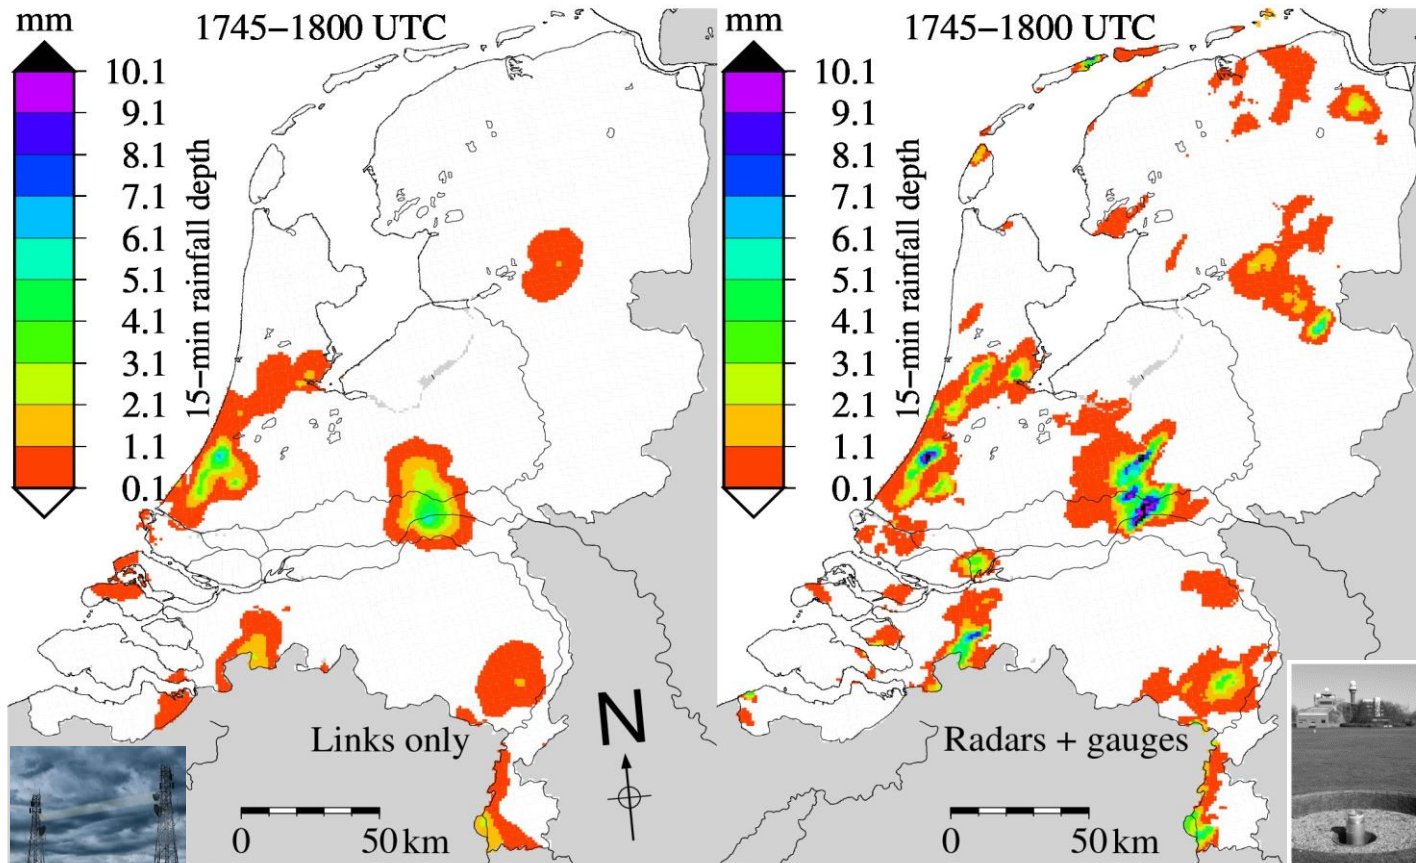 mm
1745–1800 UTC
10.1
9.1
8.1
7.1
6.1
5.1
4.1
3.1
2.1
1.1
0.1
15–min rainfall depth
Links only
N
0 50 km
mm
1745–1800 UTC
10.1
9.1
8.1
7.1
6.1
5.1
4.1
3.1
2.1
1.1
0.1
15–min rainfall depth
Radars + gauges
0 50 km